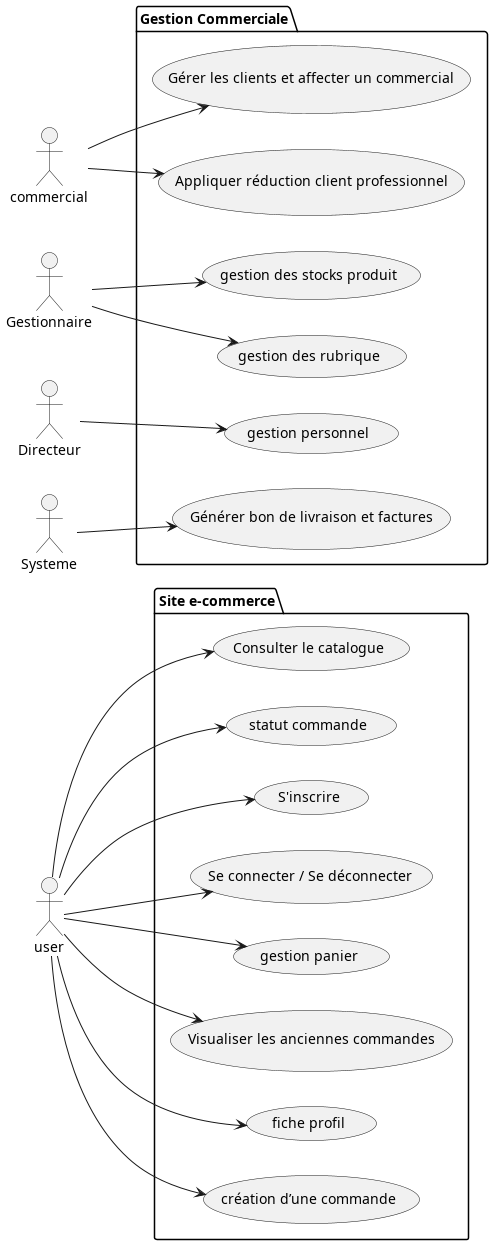 Gestion Commerciale
Gérer les clients et affecter un commercial
commercial
Appliquer réduction client professionnel
gestion des stocks produit
Gestionnaire
gestion des rubrique
gestion personnel
Directeur
Générer bon de livraison et factures
Systeme
Site e-commerce
Consulter le catalogue
statut commande
S'inscrire
Se connecter / Se déconnecter
user
gestion panier
Visualiser les anciennes commandes
fiche profil
création d’une commande